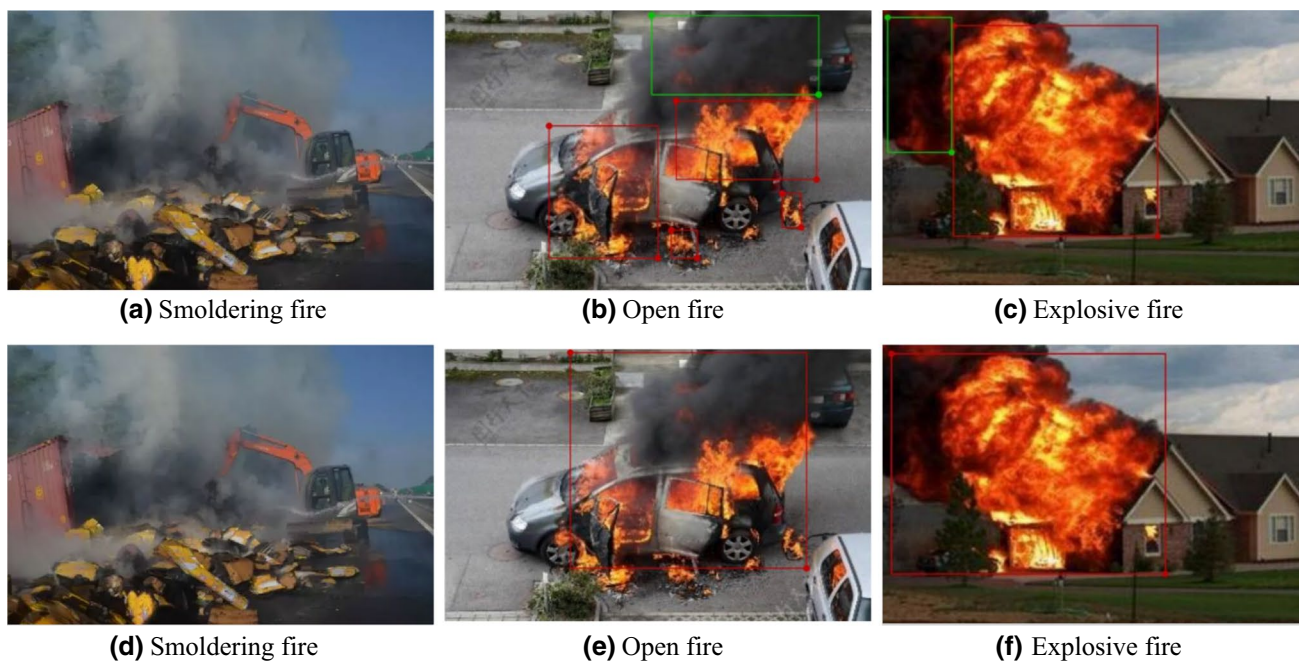 (a) Smoldering fire
(b) Open fire
(c) Explosive fire
(d) Smoldering fire
(e) Open fire
(f) Explosive fire